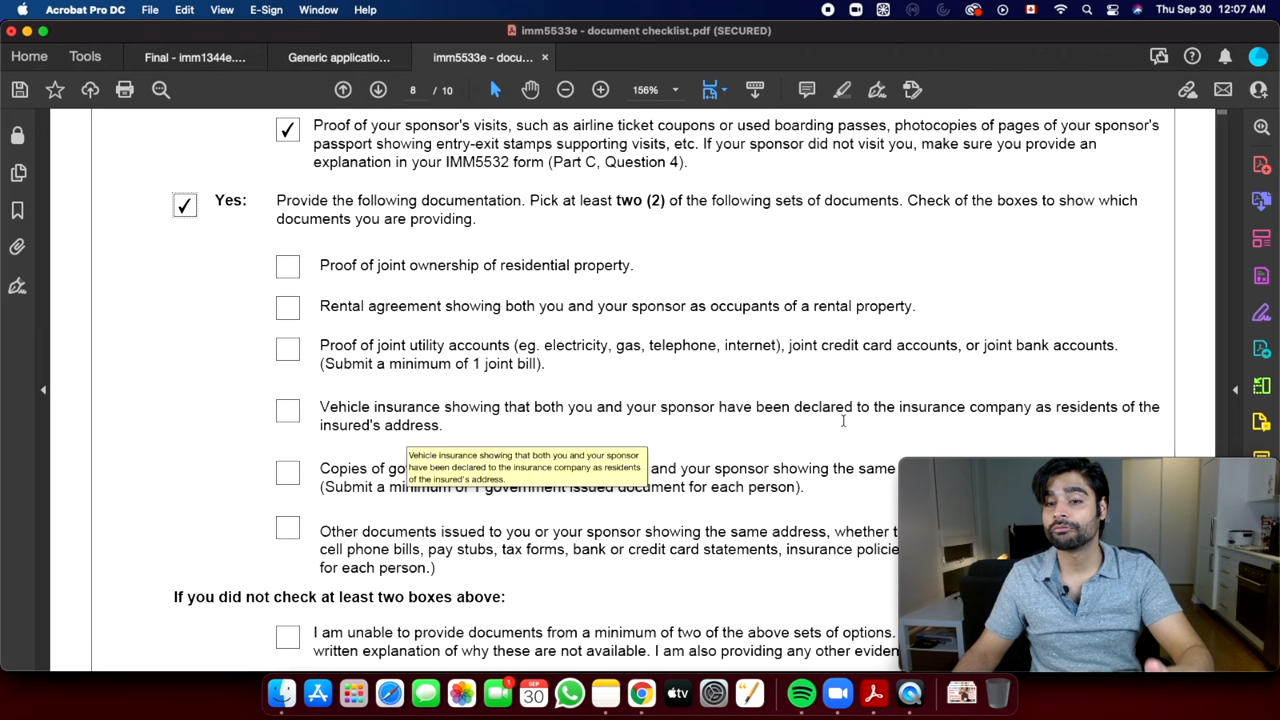 Acrobat Pro DC File Edit View E-Sign Window Help
Thu Sep 30 12:07 AM
imm5533e - document checklist.pdf (SECURED)
Home Tools Final - imm1344e.... Generic applicatio... imm5533e - docu... ×
8 / 10 156%
Proof of your sponsor's visits, such as airline ticket coupons or used boarding passes, photocopies of pages of your sponsor's
passport showing entry-exit stamps supporting visits, etc. If your sponsor did not visit you, make sure you provide an
explanation in your IMM5532 form (Part C, Question 4).
Yes: Provide the following documentation. Pick at least two (2) of the following sets of documents. Check of the boxes to show which
documents you are providing.
Proof of joint ownership of residential property.
Rental agreement showing both you and your sponsor as occupants of a rental property.
Proof of joint utility accounts (eg. electricity, gas, telephone, internet), joint credit card accounts, or joint bank accounts.
(Submit a minimum of 1 joint bill).
Vehicle insurance showing that both you and your sponsor have been declared to the insurance company as residents of the
insured's address.
Vehicle insurance showing that both you and your sponsor
have been declared to the insurance company as residents
of the insured's address.
Copies of go and your sponsor showing the same
(Submit a minimum of 1 government issued document for each person).
Other documents issued to you or your sponsor showing the same address, whether
cell phone bills, pay stubs, tax forms, bank or credit card statements, insurance policie
for each person.)
If you did not check at least two boxes above:
I am unable to provide documents from a minimum of two of the above sets of options.
written explanation of why these are not available. I am also providing any other eviden
1
SEP
30
tv